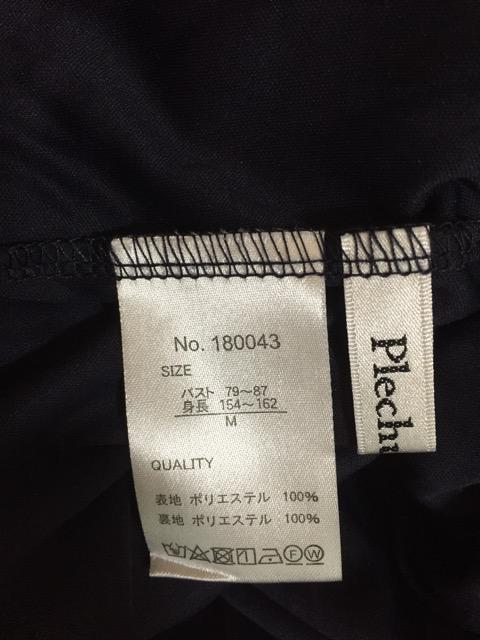 No. 180043
SIZE
バスト 79～87
身長 154～162
M
QUALITY
表地 ポリエステル 100%
裏地 ポリエステル 100%
F W